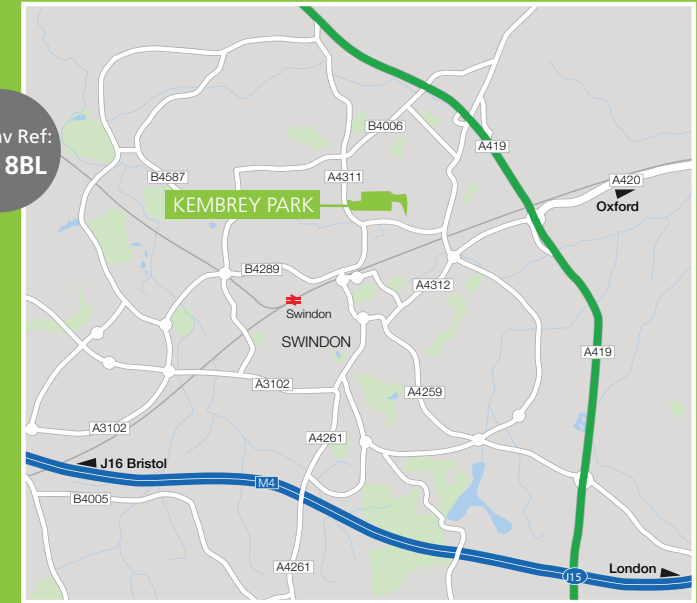 av Ref:
8BL
B4006
A419
B4587
A4311
A420
Oxford
KEMBREY PARK
B4289
A4312
Swindon
SWINDON
A419
A3102
A4259
A3102
A4261
J16 Bristol
M4
B4005
A4261
J15
London